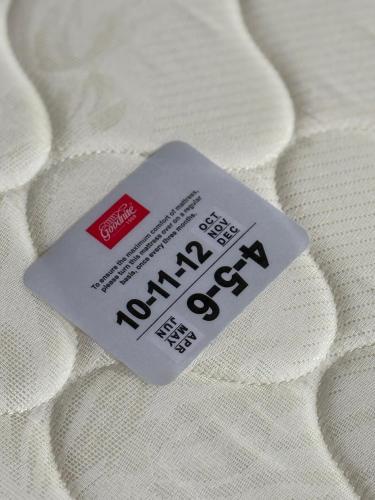 Goodnite
To ensure the maximum comfort of mattress,
please turn this mattress over on a regular
basis, once every three months.
10-11-12
OCT
NOV
DEC
4-5-6
APR
MAY
JUN